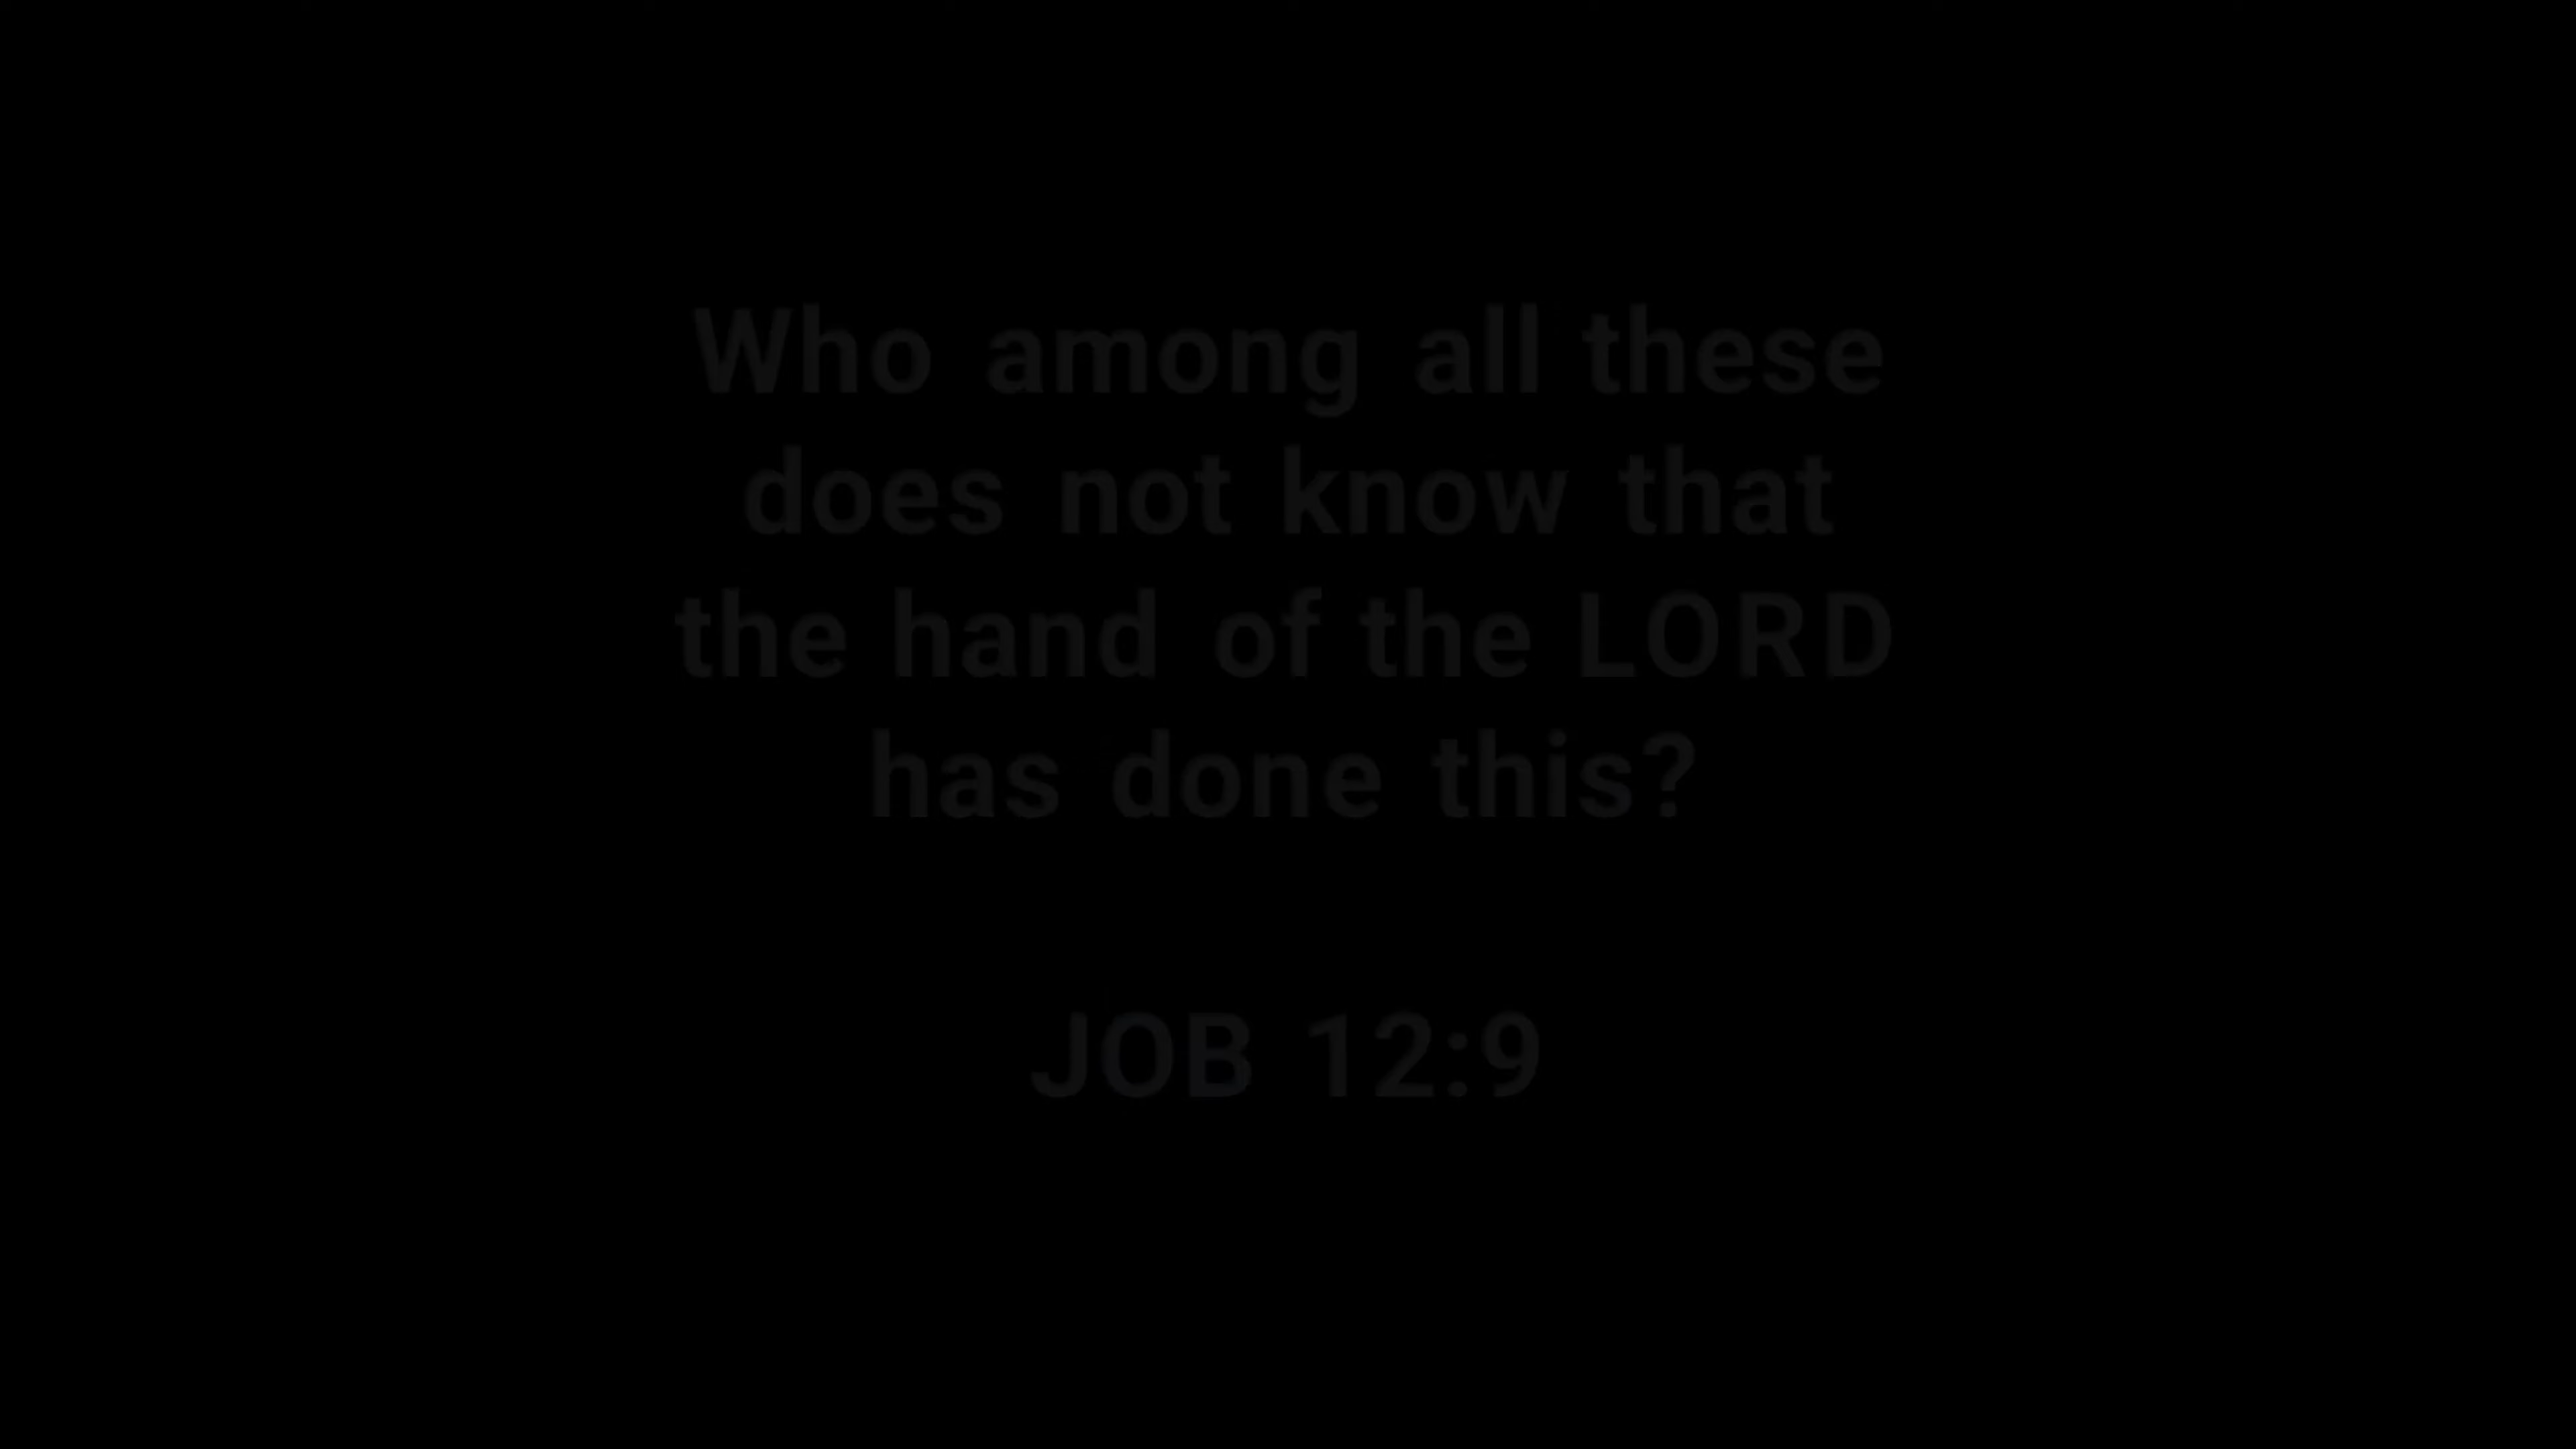 Who among all these
does not know that
the hand of the LORD
has done this?
JOB 12:9